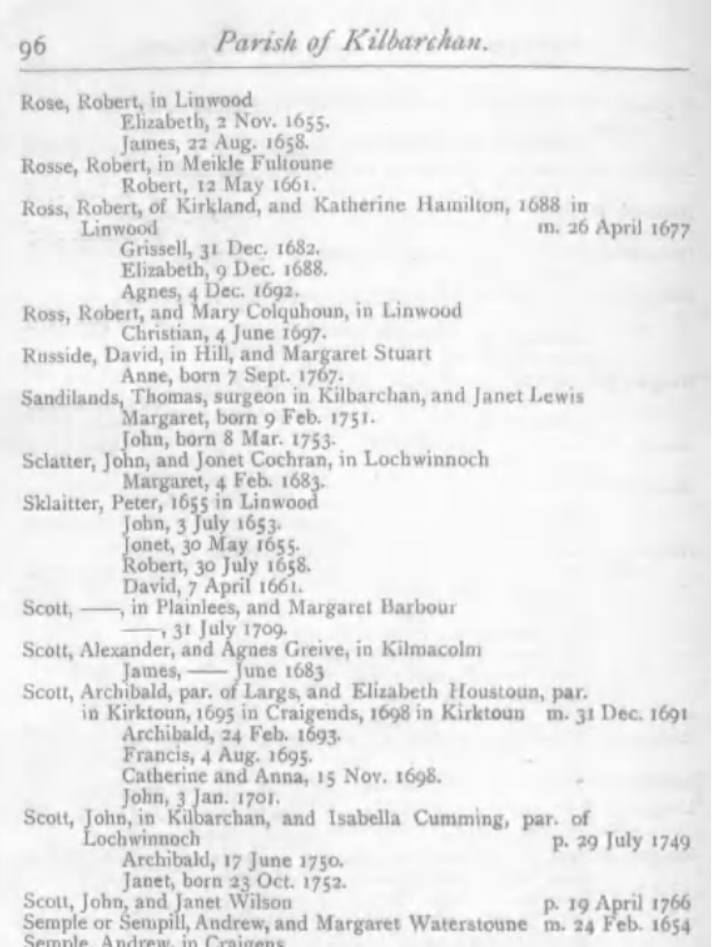 96 Parish of Kilbarchan.
Rose, Robert, in Linwood
Elizabeth, 2 Nov. 1655.
James, 22 Aug. 1658.
Rosse, Robert, in Meikle Fultoune
Robert, 12 May 1661.
Ross, Robert, of Kirkland, and Katherine Hamilton, 1688 in
Linwood m. 26 April 1677
Grissell, 31 Dec. 1682.
Elizabeth, 9 Dec. 1688.
Agnes, 4 Dec. 1692.
Ross, Robert, and Mary Colquhoun, in Linwood
Christian, 4 June 1697.
Russide, David, in Hill, and Margaret Stuart
Anne, born 7 Sept. 1767.
Sandilands, Thomas, surgeon in Kilbarchan, and Janet Lewis
Margaret, born 9 Feb. 1751.
John, born 8 Mar. 1753.
Sclatter, John, and Jonet Cochran, in Lochwinnoch
Margaret, 4 Feb. 1683.
Sklaitter, Peter, 1655 in Linwood
John, 3 July 1653.
Jonet, 30 May 1655.
Robert, 30 July 1658.
David, 7 April 1661.
Scott, ——, in Plainlees, and Margaret Barbour
——, 31 July 1709.
Scott, Alexander, and Agnes Greive, in Kilmacolm
James, —— June 1683
Scott, Archibald, par. of Largs, and Elizabeth Houstoun, par.
in Kirktoun, 1695 in Craigends, 1698 in Kirktoun m. 31 Dec. 1691
Archibald, 24 Feb. 1693.
Francis, 4 Aug. 1695.
Catherine and Anna, 15 Nov. 1698.
John, 3 Jan. 1701.
Scott, John, in Kilbarchan, and Isabella Cumming, par. of
Lochwinnoch p. 29 July 1749
Archibald, 17 June 1750.
Janet, born 23 Oct. 1752.
Scott, John, and Janet Wilson p. 19 April 1766
Semple or Sempill, Andrew, and Margaret Waterstoune m. 24 Feb. 1654
Semple, Andrew, in Craigens